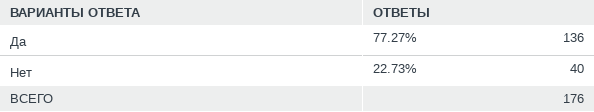 ВАРИАНТЫ ОТВЕТА ОТВЕТЫ
Да 77.27% 136
Нет 22.73% 40
ВСЕГО 176